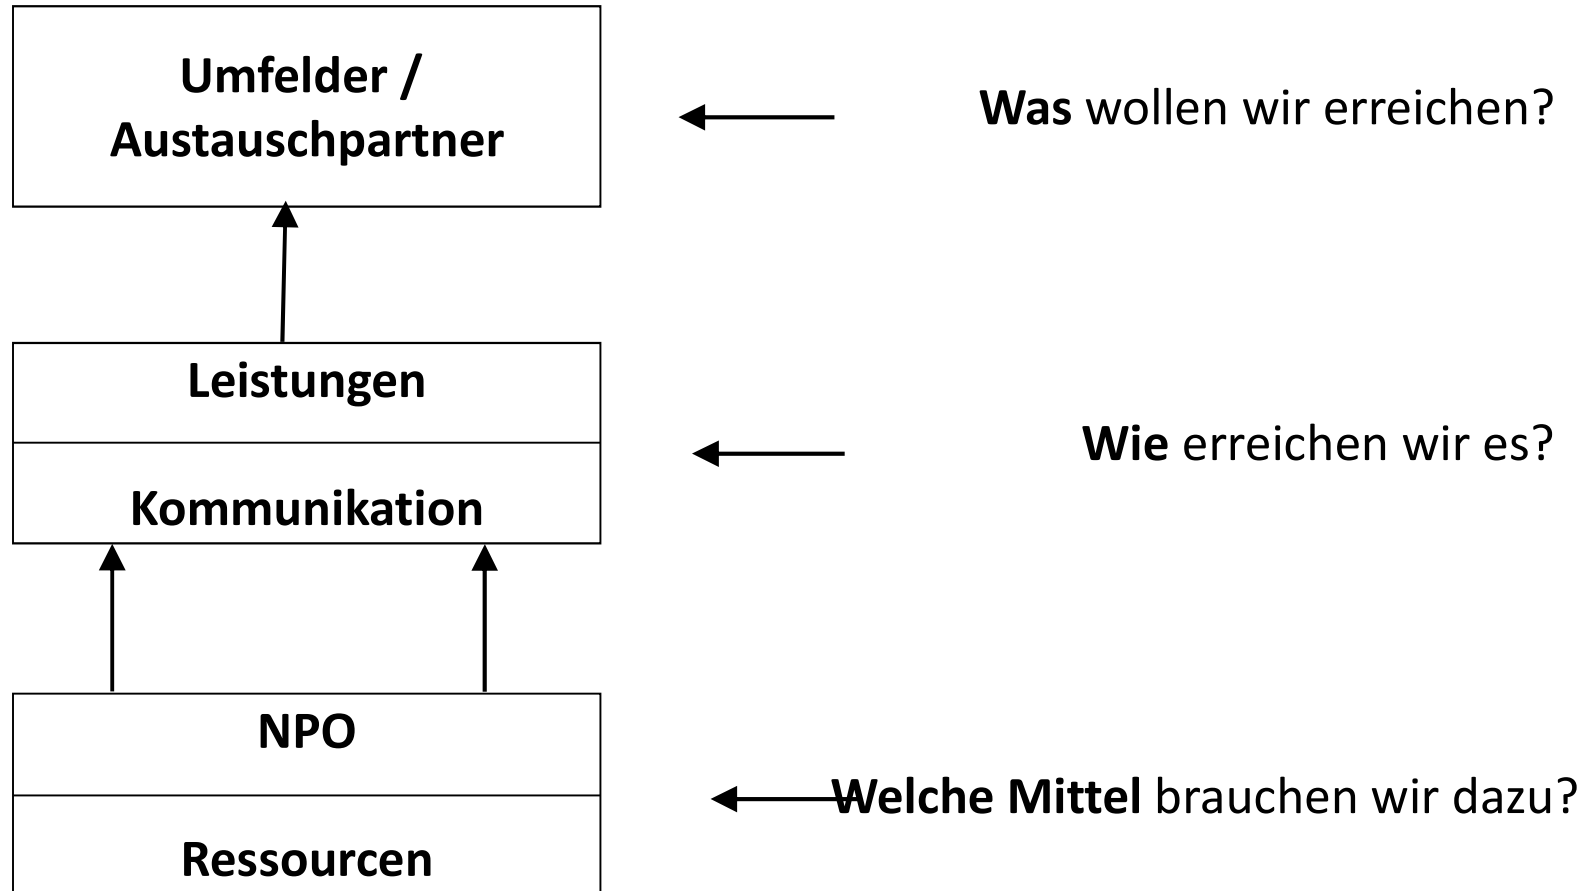 Umfelder /
Austauschpartner
Was wollen wir erreichen?
Leistungen
Kommunikation
Wie erreichen wir es?
NPO
Ressourcen
Welche Mittel brauchen wir dazu?